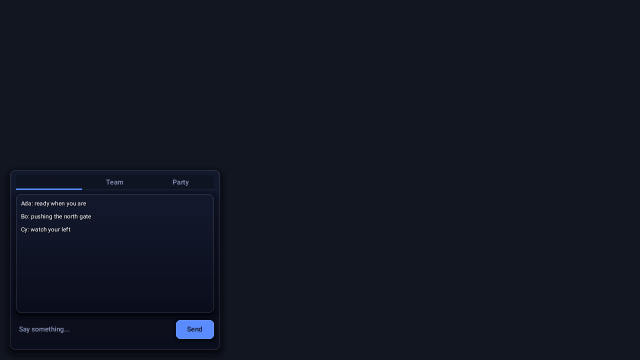 Team Party
Ada: ready when you are
Bo: pushing the north gate
Cy: watch your left
Say something... Send